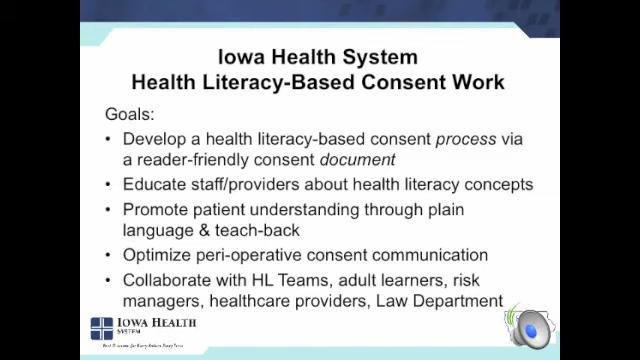 Iowa Health System
Health Literacy-Based Consent Work
Goals:
• Develop a health literacy-based consent process via
a reader-friendly consent document
• Educate staff/providers about health literacy concepts
• Promote patient understanding through plain
language & teach-back
• Optimize peri-operative consent communication
• Collaborate with HL Teams, adult learners, risk
managers, healthcare providers, Law Department
IOWA HEALTH
SYSTEM